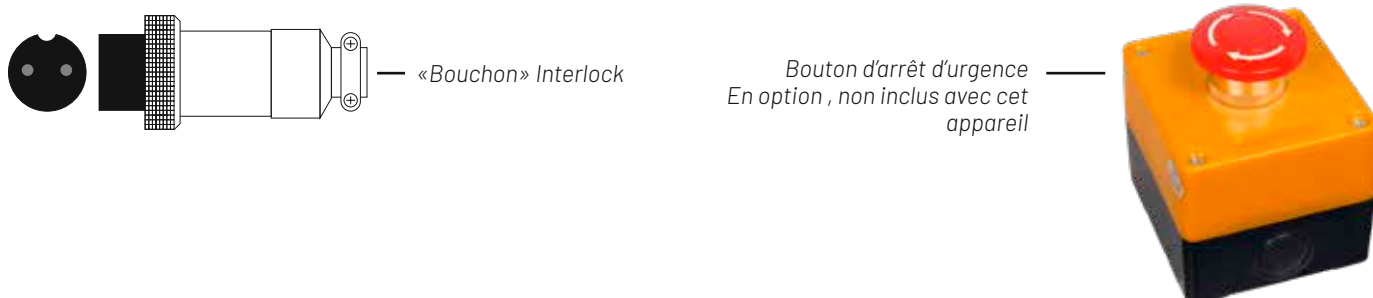 «Bouchon» Interlock
Bouton d'arrêt d'urgence
En option , non inclus avec cet
appareil